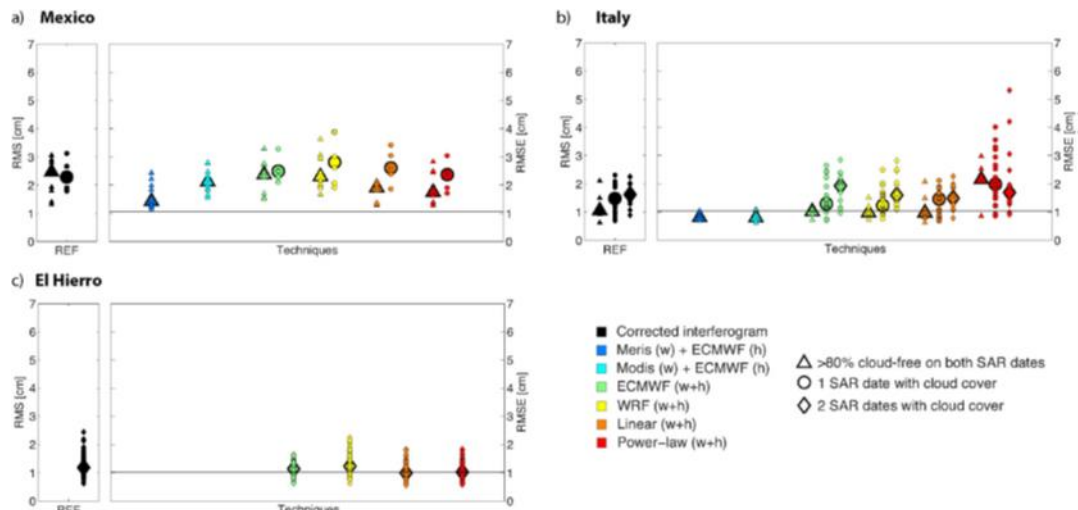 a) Mexico
7 7
6 6
5 5
4 4
3 3
2 2
1 1
0 0
RMS [cm]
RMSE [cm]
REF Techniques
b) Italy
7 7
6 6
5 5
4 4
3 3
2 2
1 1
0 0
RMS [cm]
RMSE [cm]
REF Techniques
c) El Hierro
7 7
6 6
5 5
4 4
3 3
2 2
1 1
0 0
RMS [cm]
RMSE [cm]
REF Techniques
Corrected interferogram
Meris (w) + ECMWF (h)
Modis (w) + ECMWF (h)
ECMWF (w+h)
WRF (w+h)
Linear (w+h)
Power-law (w+h)
>80% cloud-free on both SAR dates
1 SAR date with cloud cover
2 SAR dates with cloud cover